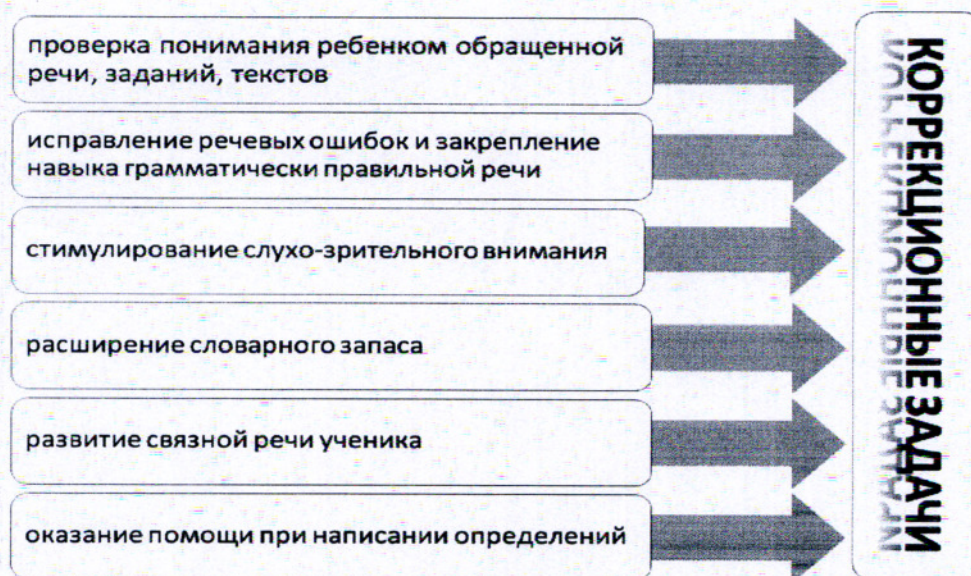 проверка понимания ребенком обращенной
речи, заданий, текстов
исправление речевых ошибок и закрепление
навыка грамматически правильной речи
стимулирование слухо-зрительного внимания
расширение словарного запаса
развитие связной речи ученика
оказание помощи при написании определений
КОРРЕКЦИОННЫЕ ЗАДАЧИ